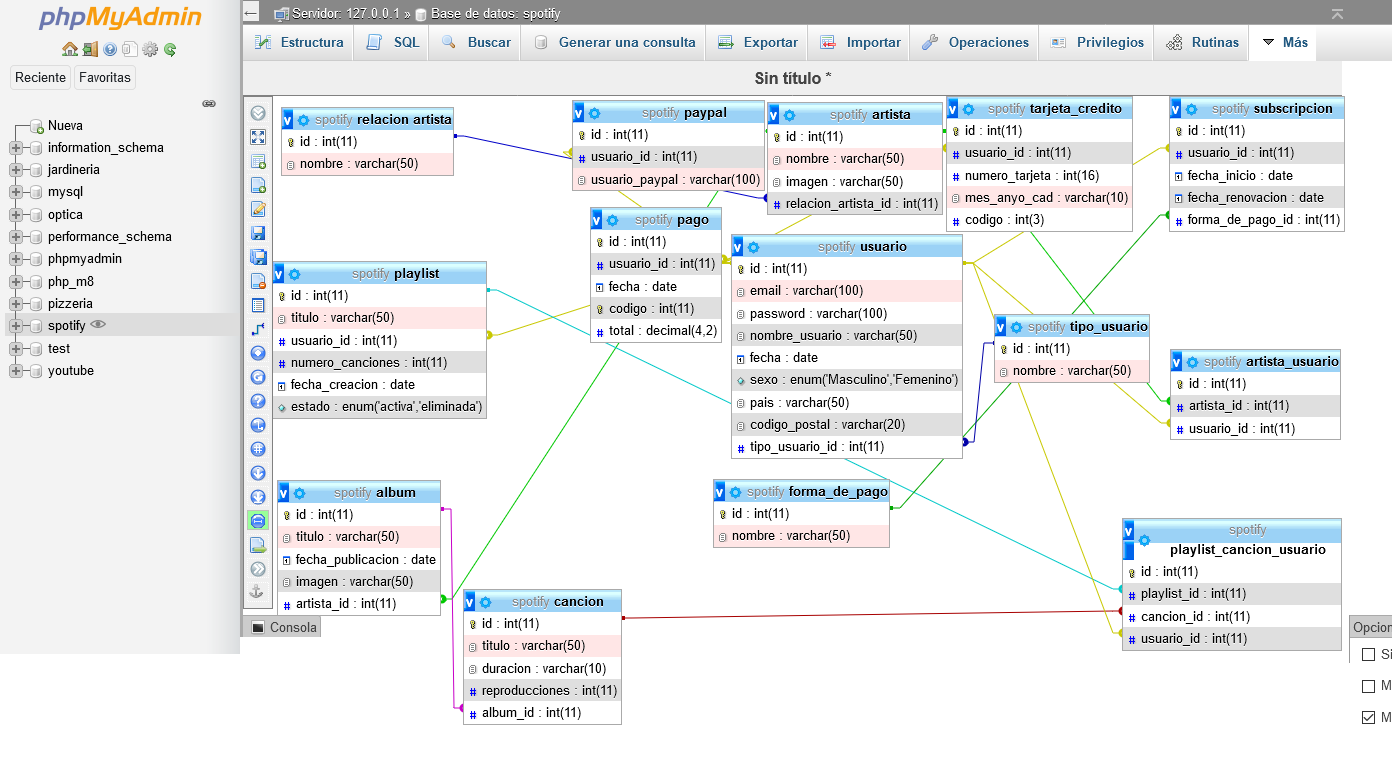 phpMyAdmin
Reciente Favoritas
Nueva
information_schema
jardineria
mysql
optica
performance_schema
phpmyadmin
php_m8
pizzeria
spotify
test
youtube
Servidor: 127.0.0.1 » Base de datos: spotify
Estructura SQL Buscar Generar una consulta Exportar Importar Operaciones Privilegios Rutinas Más
Sin título *
spotify relacion artista
id : int(11)
nombre : varchar(50)
spotify paypal
id : int(11)
usuario_id : int(11)
usuario_paypal : varchar(100)
spotify artista
id : int(11)
nombre : varchar(50)
imagen : varchar(50)
relacion_artista_id : int(11)
spotify tarjeta_credito
id : int(11)
usuario_id : int(11)
numero_tarjeta : int(16)
mes_anyo_cad : varchar(10)
codigo : int(3)
spotify subscripcion
id : int(11)
usuario_id : int(11)
fecha_inicio : date
fecha_renovacion : date
forma_de_pago_id : int(11)
spotify pago
id : int(11)
usuario_id : int(11)
fecha : date
codigo : int(11)
total : decimal(4,2)
spotify usuario
id : int(11)
email : varchar(100)
password : varchar(100)
nombre_usuario : varchar(50)
fecha : date
sexo : enum('Masculino','Femenino')
pais : varchar(50)
codigo_postal : varchar(20)
tipo_usuario_id : int(11)
spotify playlist
id : int(11)
titulo : varchar(50)
usuario_id : int(11)
numero_canciones : int(11)
fecha_creacion : date
estado : enum('activa','eliminada')
spotify tipo_usuario
id : int(11)
nombre : varchar(50)
spotify artista_usuario
id : int(11)
artista_id : int(11)
usuario_id : int(11)
spotify album
id : int(11)
titulo : varchar(50)
fecha_publicacion : date
imagen : varchar(50)
artista_id : int(11)
spotify forma_de_pago
id : int(11)
nombre : varchar(50)
spotify
playlist_cancion_usuario
id : int(11)
playlist_id : int(11)
cancion_id : int(11)
usuario_id : int(11)
spotify cancion
id : int(11)
titulo : varchar(50)
duracion : varchar(10)
reproducciones : int(11)
album_id : int(11)
Consola
Opcion
Si
M
M